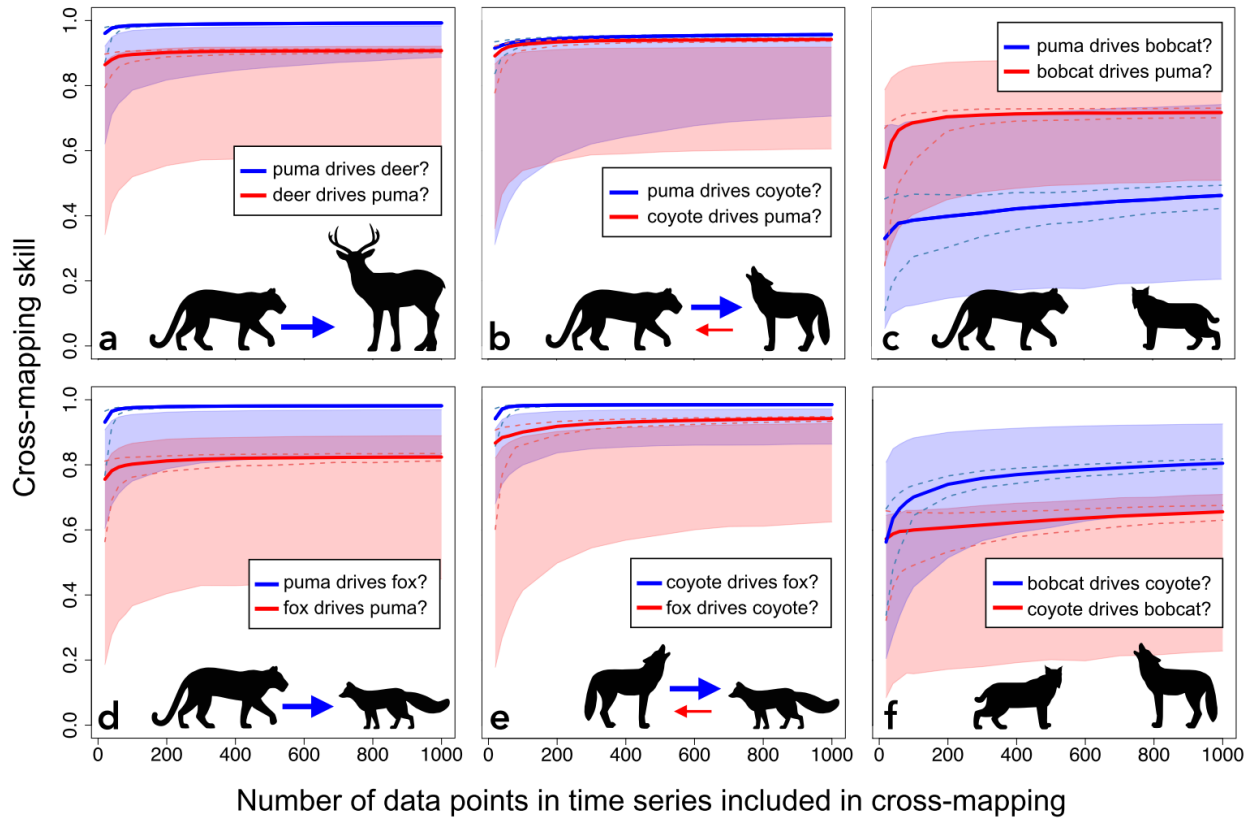 Cross-mapping skill
1.0
0.8
0.6
0.4
0.2
0.0
puma drives deer?
deer drives puma?
a
puma drives coyote?
coyote drives puma?
b
puma drives bobcat?
bobcat drives puma?
c
1.0
0.8
0.6
0.4
0.2
0.0
puma drives fox?
fox drives puma?
d
coyote drives fox?
fox drives coyote?
e
bobcat drives coyote?
coyote drives bobcat?
f
0 200 400 600 800 1000
0 200 400 600 800 1000
0 200 400 600 800 1000
Number of data points in time series included in cross-mapping